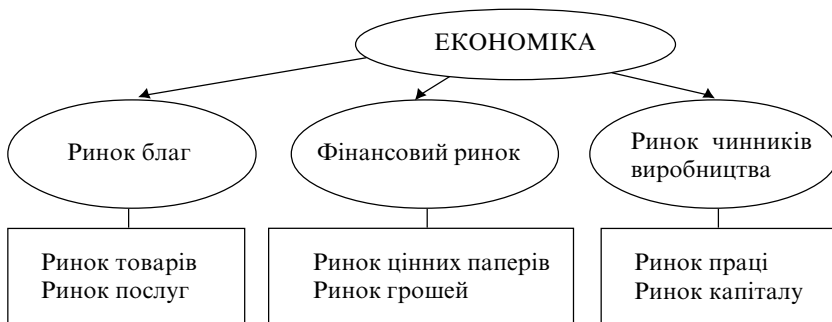 ЕКОНОМІКА
Ринок благ
Фінансовий ринок
Ринок чинників
виробництва
Ринок товарів
Ринок послуг
Ринок цінних паперів
Ринок грошей
Ринок праці
Ринок капіталу